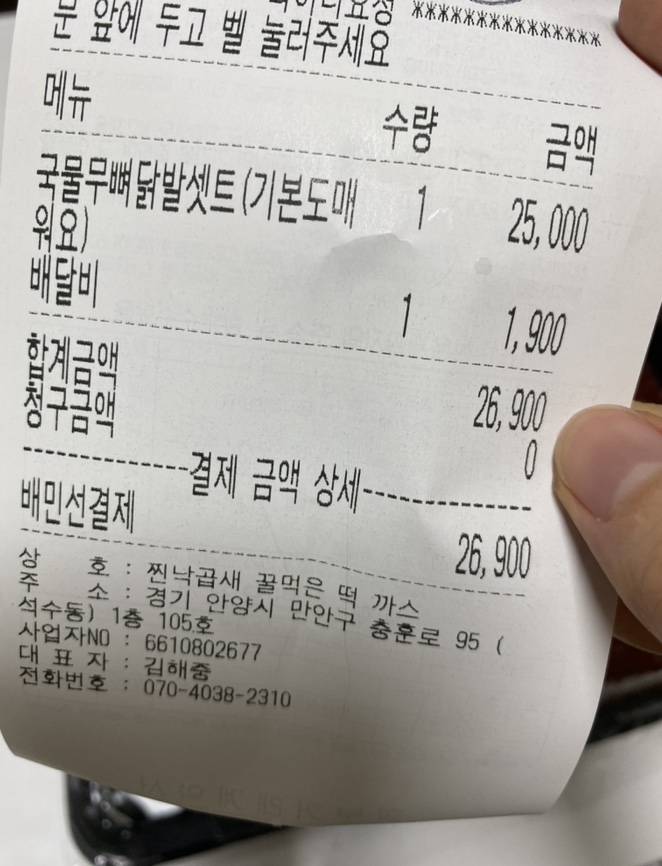 ***************
문 앞에 두고 벨 눌러주세요
메뉴 수량 금액
국물무뼈닭발셋트(기본도매 1 25,000
워요)
배달비 1 1,900
합계금액 26,900
청구금액 0
결제 금액 상세
배민선결제 26,900
상 호 : 찐낙곱새 꿀먹은 떡 까스
주 소 : 경기 안양시 만안구 충훈로 95 (
석수동) 1층 105호
사업자NO : 6610802677
대 표 자 : 김해중
전화번호 : 070-4038-2310